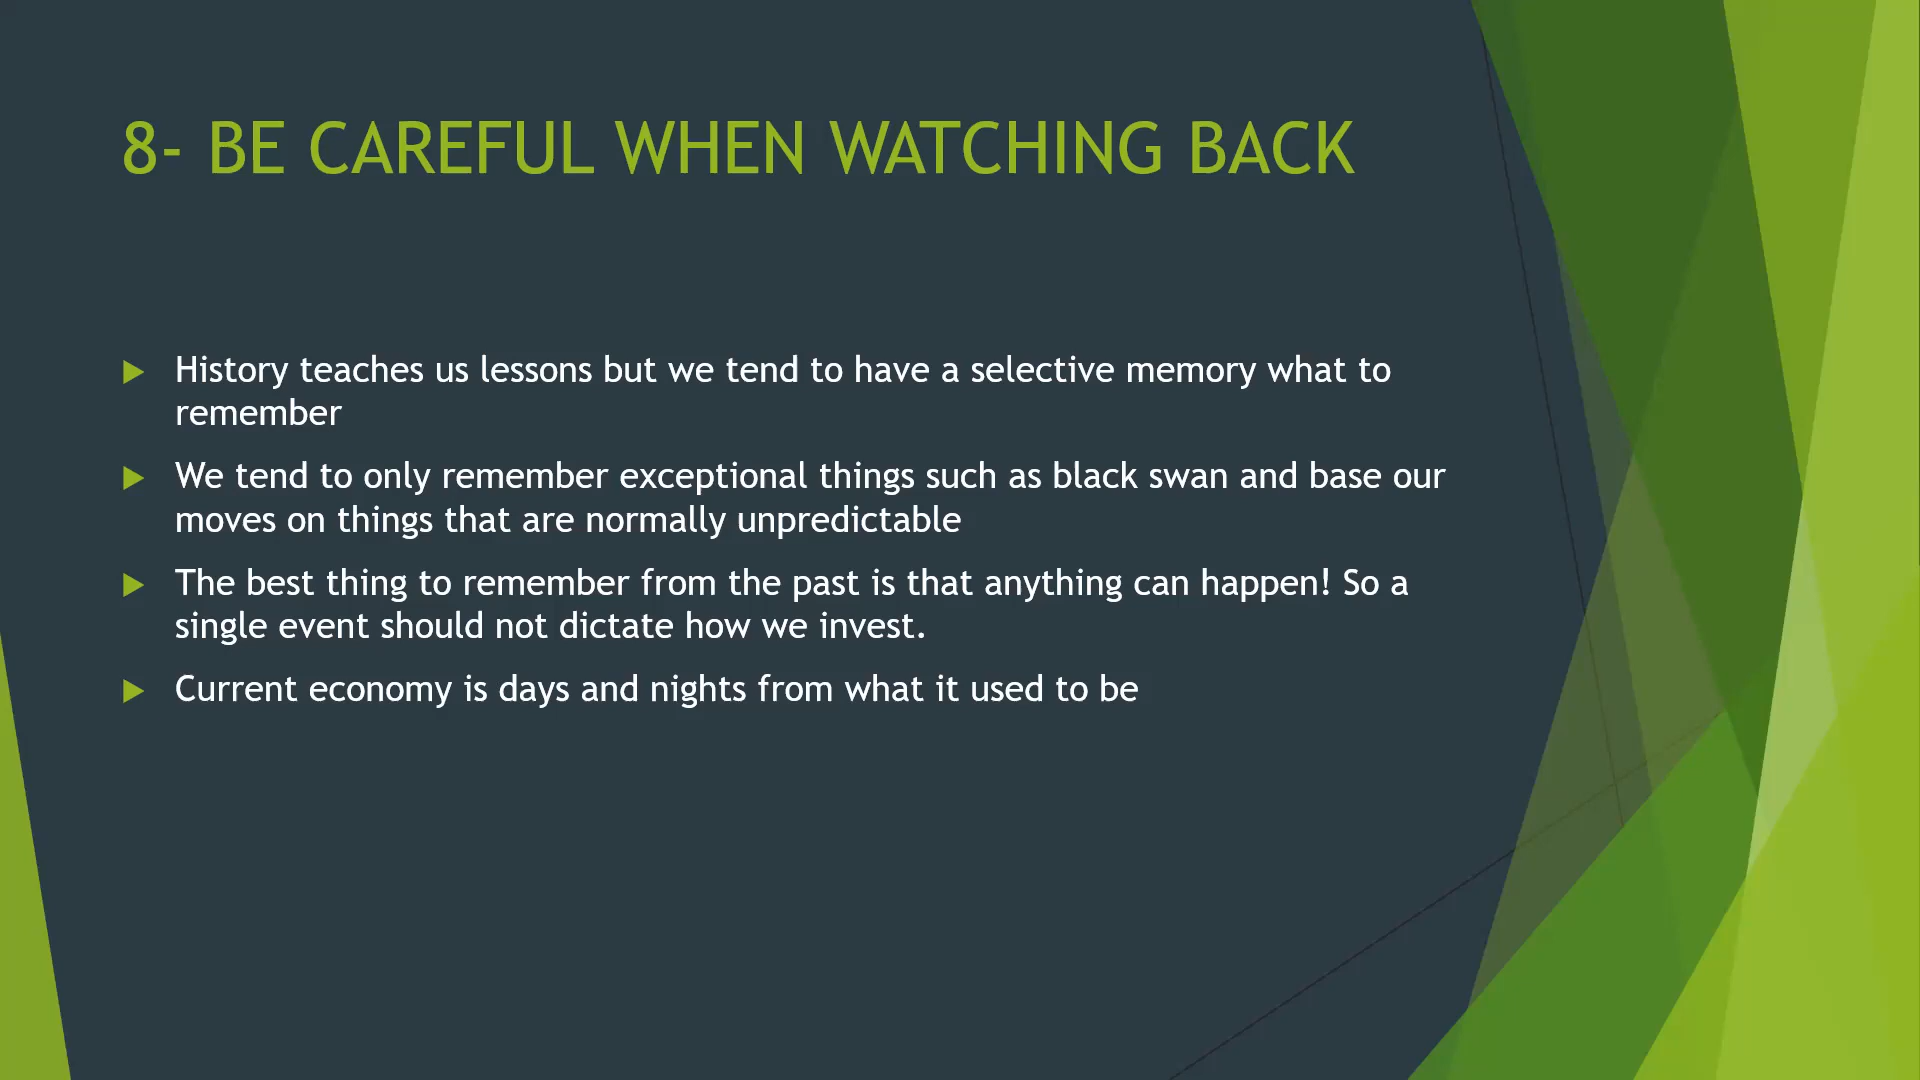 8- BE CAREFUL WHEN WATCHING BACK
History teaches us lessons but we tend to have a selective memory what to
remember
We tend to only remember exceptional things such as black swan and base our
moves on things that are normally unpredictable
The best thing to remember from the past is that anything can happen! So a
single event should not dictate how we invest.
Current economy is days and nights from what it used to be